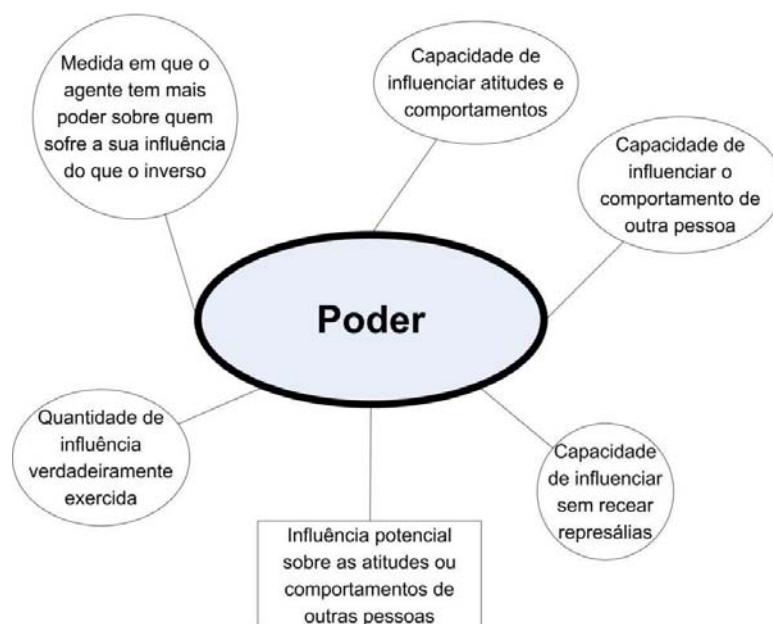 Medida em que o
agente tem mais
poder sobre quem
sofre a sua influência
do que o inverso
Capacidade de
influenciar atitudes e
comportamentos
Capacidade de
influenciar o
comportamento de
outra pessoa
Poder
Quantidade de
influência
verdadeiramente
exercida
Influência potencial
sobre as atitudes ou
comportamentos de
outras pessoas
Capacidade
de influenciar
sem recear
represálias